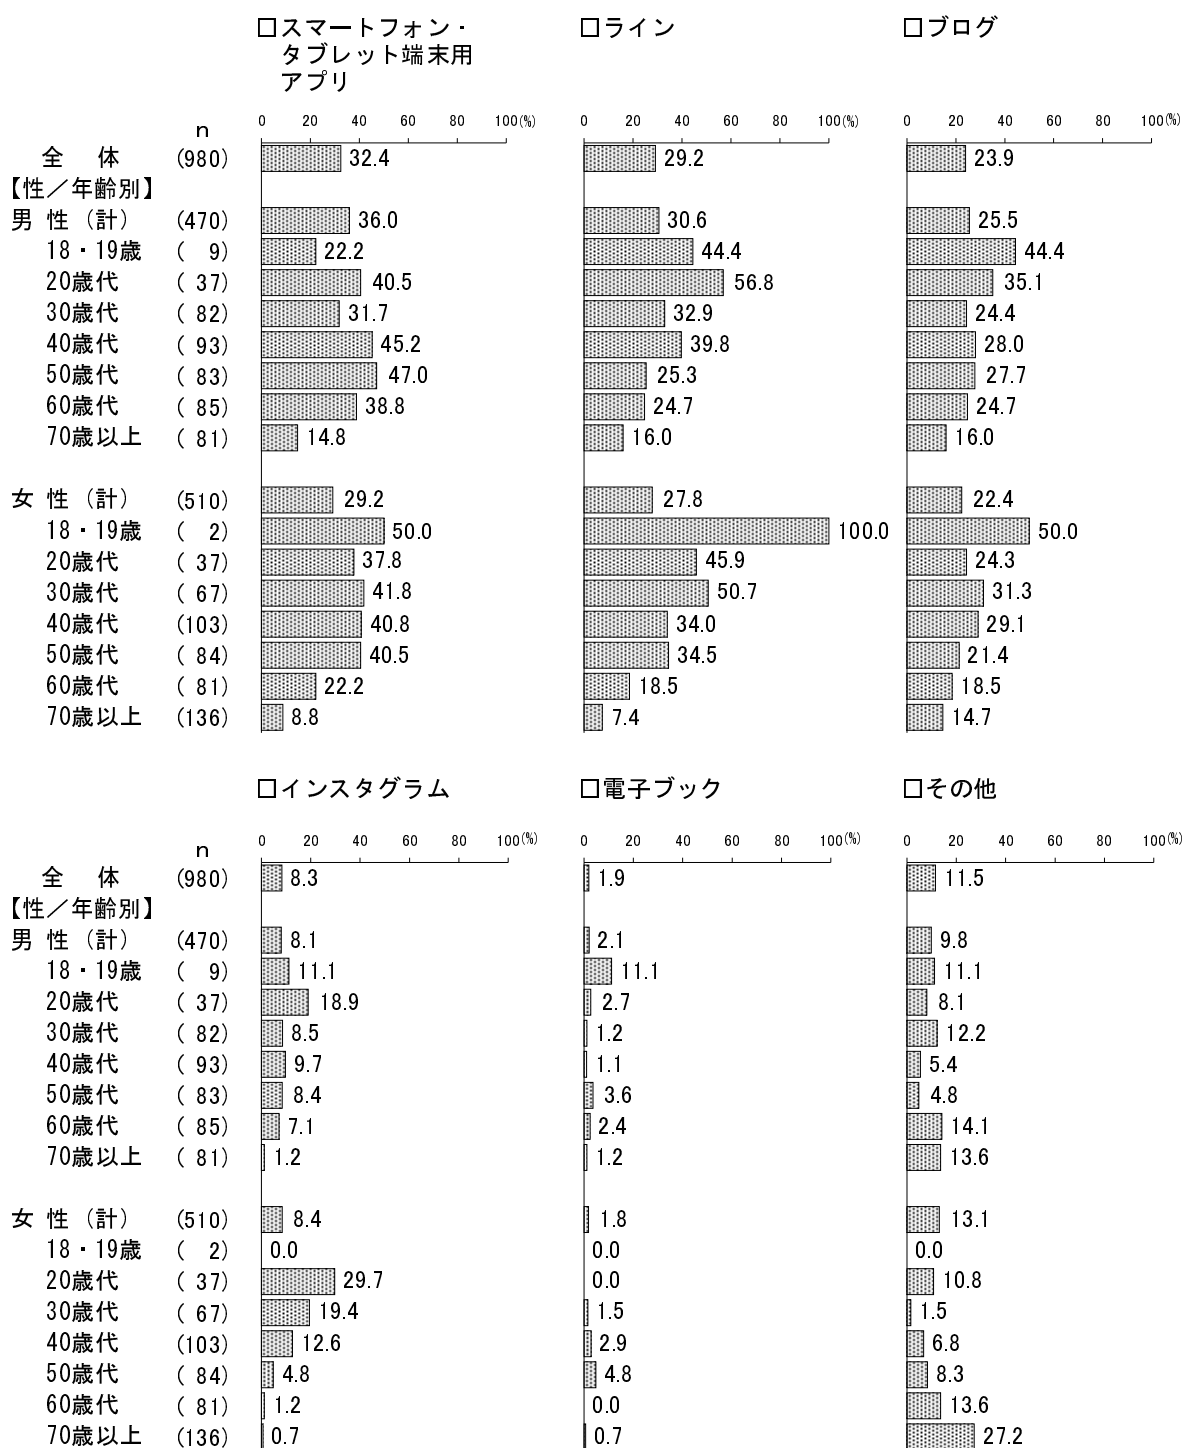 □スマートフォン・ □ライン □ブログ
タブレット端末用
アプリ
0 20 40 60 80 100(%) 0 20 40 60 80 100(%) 0 20 40 60 80 100(%)
n
全 体 (980) 32.4 29.2 23.9
【性／年齢別】
男 性（計） (470) 36.0 30.6 25.5
18・19歳 ( 9) 22.2 44.4 44.4
20歳代 ( 37) 40.5 56.8 35.1
30歳代 ( 82) 31.7 32.9 24.4
40歳代 ( 93) 45.2 39.8 28.0
50歳代 ( 83) 47.0 25.3 27.7
60歳代 ( 85) 38.8 24.7 24.7
70歳以上 ( 81) 14.8 16.0 16.0
女 性（計） (510) 29.2 27.8 22.4
18・19歳 ( 2) 50.0 100.0 50.0
20歳代 ( 37) 37.8 45.9 24.3
30歳代 ( 67) 41.8 50.7 31.3
40歳代 (103) 40.8 34.0 29.1
50歳代 ( 84) 40.5 34.5 21.4
60歳代 ( 81) 22.2 18.5 18.5
70歳以上 (136) 8.8 7.4 14.7
□インスタグラム □電子ブック □その他
0 20 40 60 80 100(%) 0 20 40 60 80 100(%) 0 20 40 60 80 100(%)
n
全 体 (980) 8.3 1.9 11.5
【性／年齢別】
男 性（計） (470) 8.1 2.1 9.8
18・19歳 ( 9) 11.1 11.1 11.1
20歳代 ( 37) 18.9 2.7 8.1
30歳代 ( 82) 8.5 1.2 12.2
40歳代 ( 93) 9.7 1.1 5.4
50歳代 ( 83) 8.4 3.6 4.8
60歳代 ( 85) 7.1 2.4 14.1
70歳以上 ( 81) 1.2 1.2 13.6
女 性（計） (510) 8.4 1.8 13.1
18・19歳 ( 2) 0.0 0.0 0.0
20歳代 ( 37) 29.7 0.0 10.8
30歳代 ( 67) 19.4 1.5 1.5
40歳代 (103) 12.6 2.9 6.8
50歳代 ( 84) 4.8 4.8 8.3
60歳代 ( 81) 1.2 0.0 13.6
70歳以上 (136) 0.7 0.7 27.2